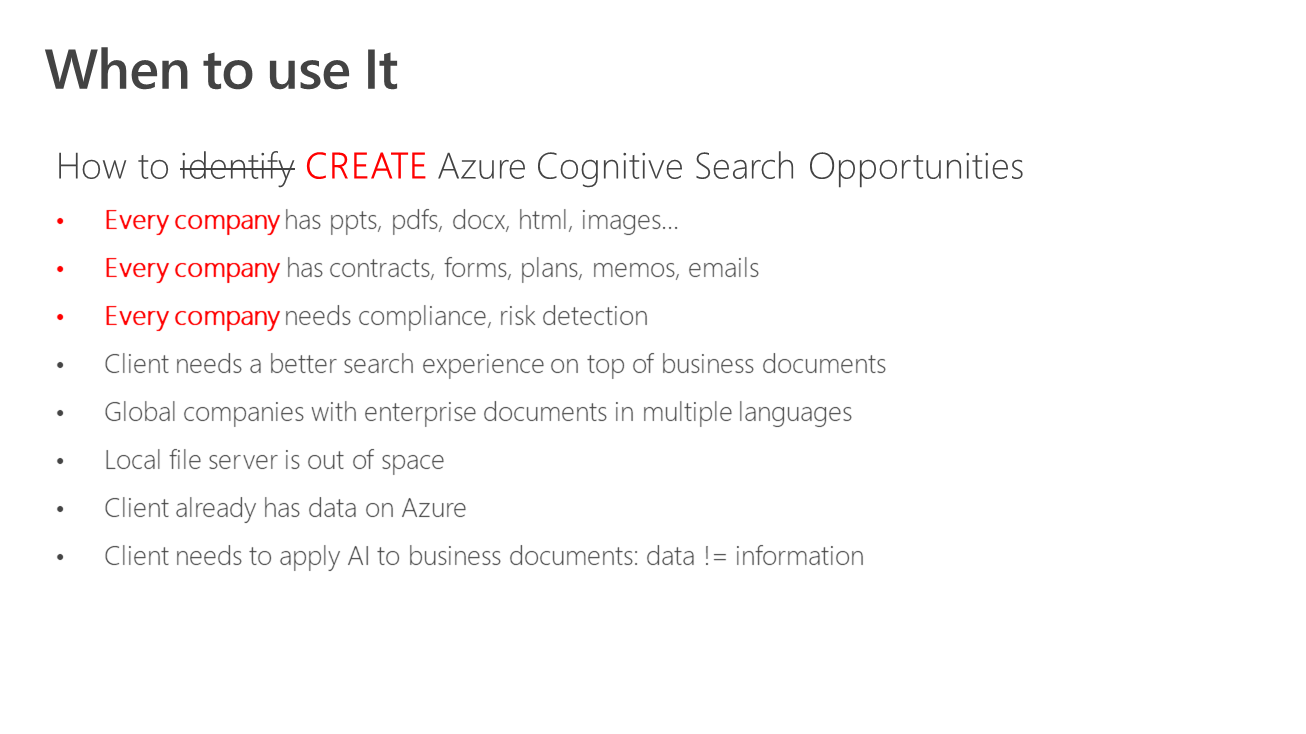 When to use It
How to identify CREATE Azure Cognitive Search Opportunities
• Every company has ppts, pdfs, docx, html, images...
• Every company has contracts, forms, plans, memos, emails
• Every company needs compliance, risk detection
• Client needs a better search experience on top of business documents
• Global companies with enterprise documents in multiple languages
• Local file server is out of space
• Client already has data on Azure
• Client needs to apply AI to business documents: data != information